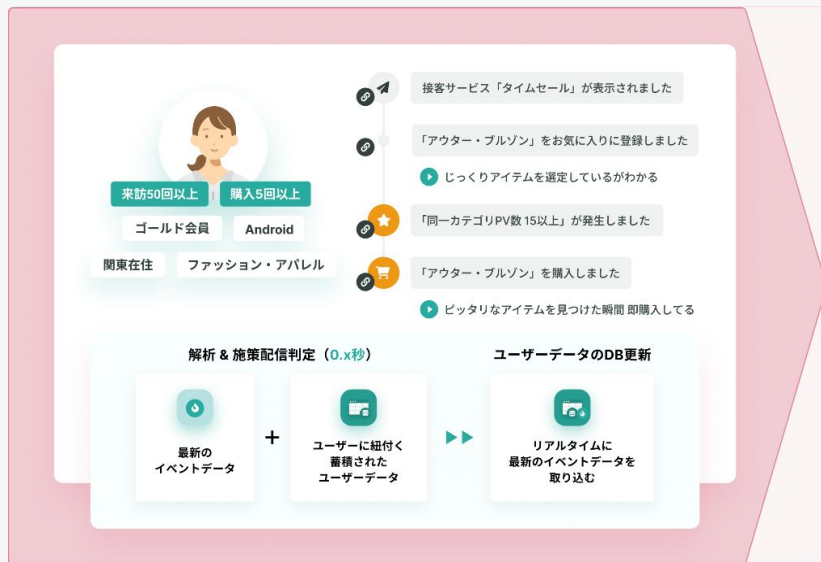 接客サービス「タイムセール」が表示されました
「アウター・ブルゾン」をお気に入りに登録しました
じっくりアイテムを選定しているがわかる
「同一カテゴリPV数 15以上」が発生しました
「アウター・ブルゾン」を購入しました
ピッタリなアイテムを見つけた瞬間 即購入してる
来訪50回以上
購入5回以上
ゴールド会員
Android
関東在住
ファッション・アパレル
解析 & 施策配信判定（0.x秒）
最新の
イベントデータ
+
ユーザーに紐付く
蓄積された
ユーザーデータ
ユーザーデータのDB更新
リアルタイムに
最新のイベントデータを
取り込む